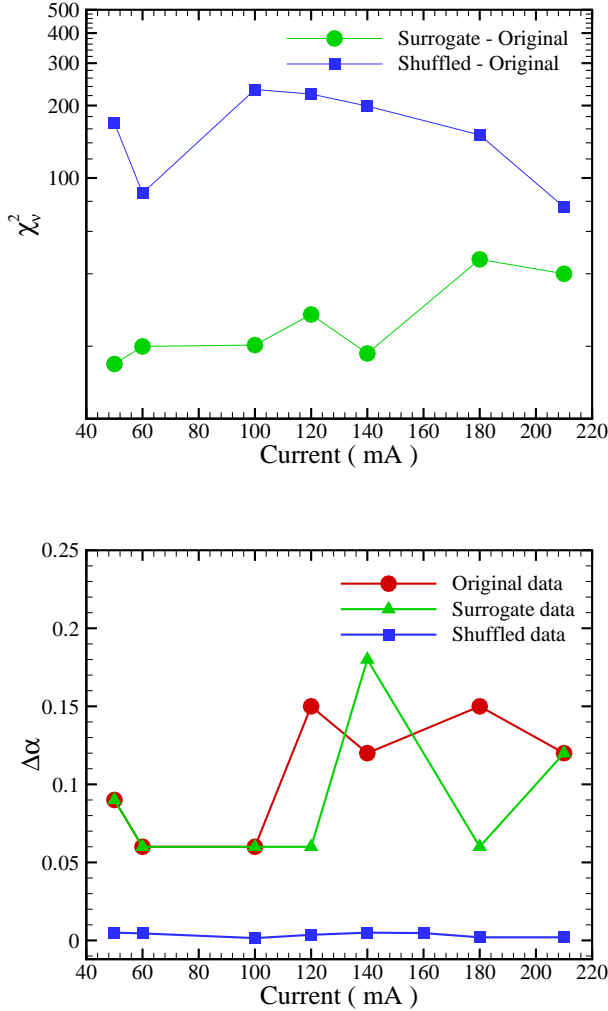 500
400
300
200
100
χ²ᵥ
Surrogate - Original
Shuffled - Original
40 60 80 100 120 140 160 180 200 220
Current ( mA )
0.25
0.2
0.15
0.1
0.05
0
Δα
Original data
Surrogate data
Shuffled data
40 60 80 100 120 140 160 180 200 220
Current ( mA )